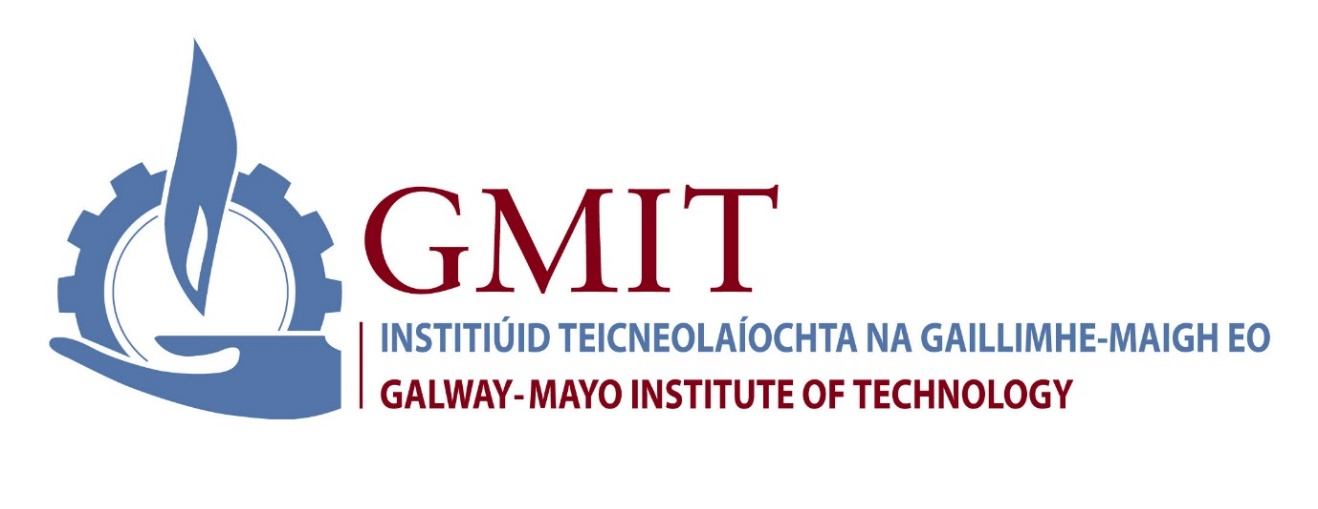 GMIT
INSTITIÚID TEICNEOLAÍOCHTA NA GAILLIMHE-MAIGH EO
GALWAY-MAYO INSTITUTE OF TECHNOLOGY